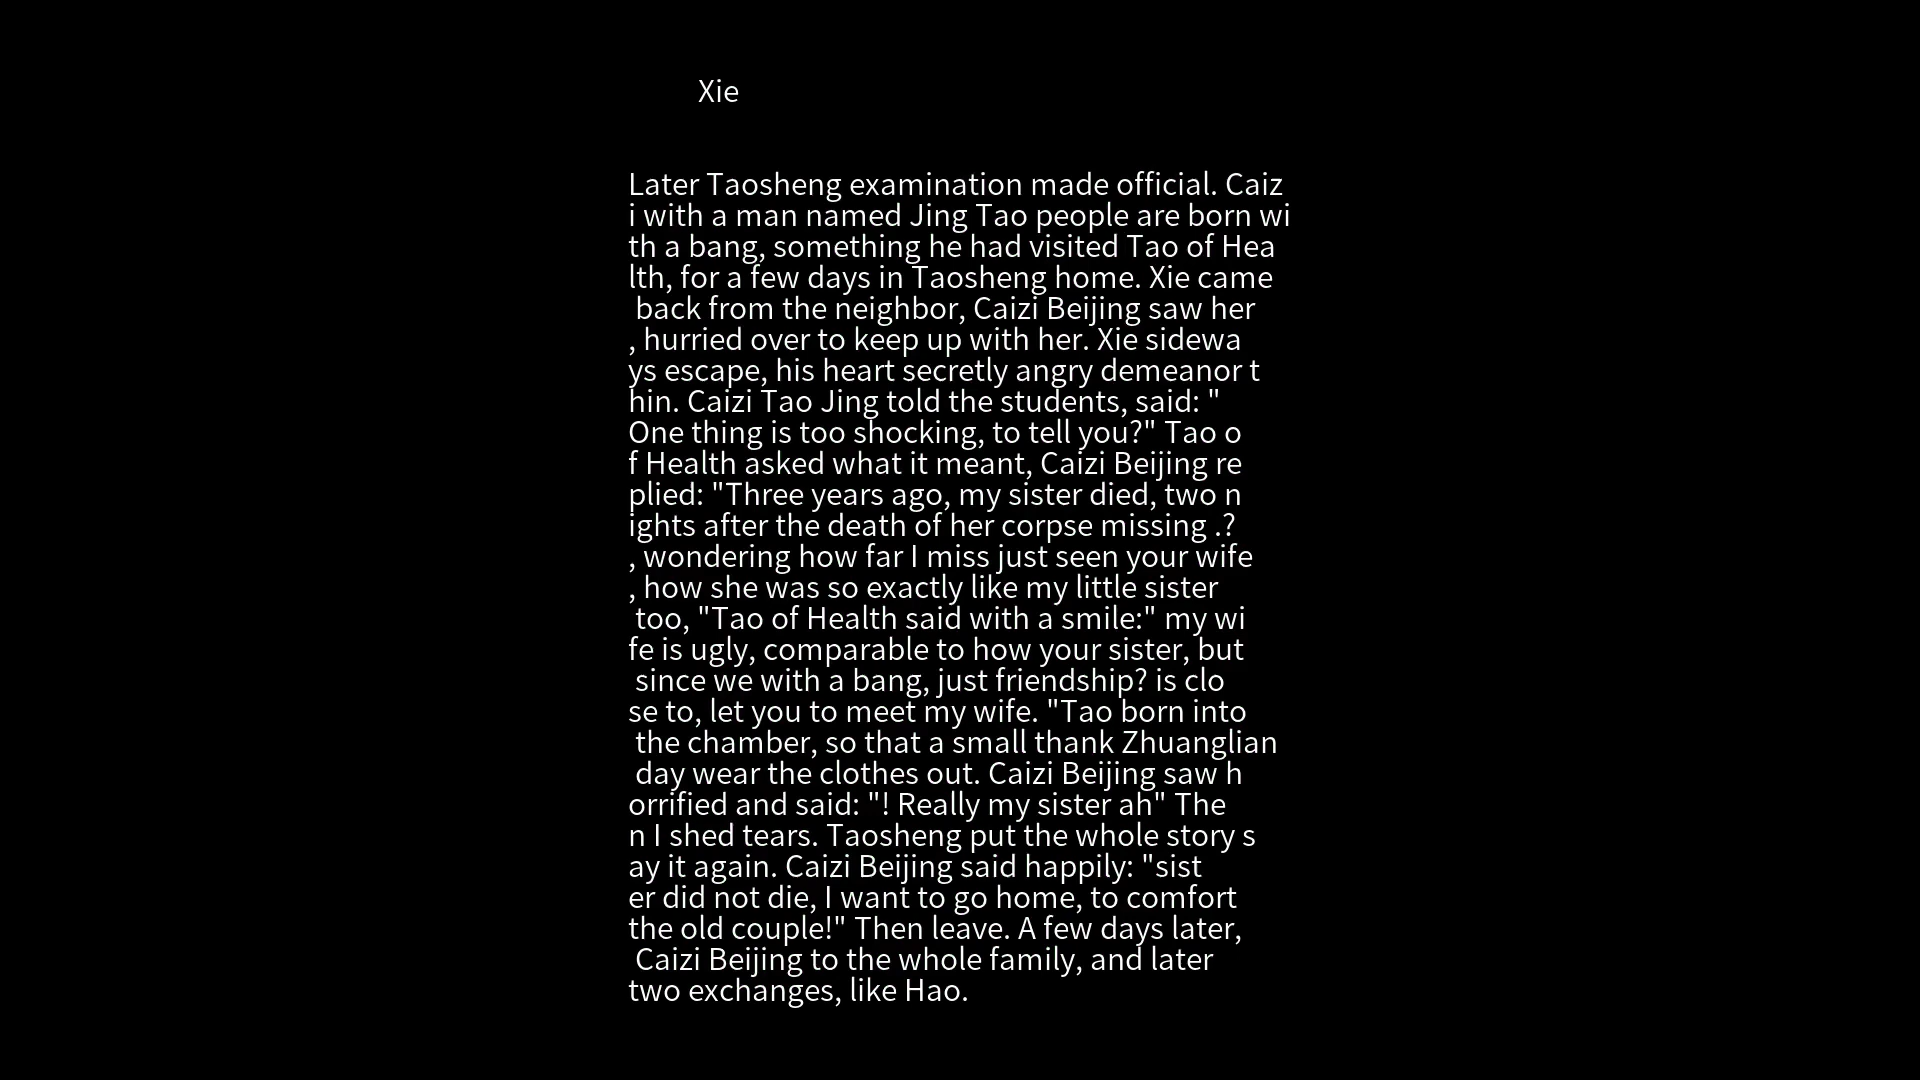 Xie
Later Taosheng examination made official. Caiz
i with a man named Jing Tao people are born wi
th a bang, something he had visited Tao of Hea
lth, for a few days in Taosheng home. Xie came
back from the neighbor, Caizi Beijing saw her
, hurried over to keep up with her. Xie sidewa
ys escape, his heart secretly angry demeanor t
hin. Caizi Tao Jing told the students, said: "
One thing is too shocking, to tell you?" Tao o
f Health asked what it meant, Caizi Beijing re
plied: "Three years ago, my sister died, two n
ights after the death of her corpse missing .?
, wondering how far I miss just seen your wife
, how she was so exactly like my little sister
too, "Tao of Health said with a smile:" my wi
fe is ugly, comparable to how your sister, but
since we with a bang, just friendship? is clo
se to, let you to meet my wife. "Tao born into
the chamber, so that a small thank Zhuanglian
day wear the clothes out. Caizi Beijing saw h
orrified and said: "! Really my sister ah" The
n I shed tears. Taosheng put the whole story s
ay it again. Caizi Beijing said happily: "sist
er did not die, I want to go home, to comfort
the old couple!" Then leave. A few days later,
Caizi Beijing to the whole family, and later
two exchanges, like Hao.